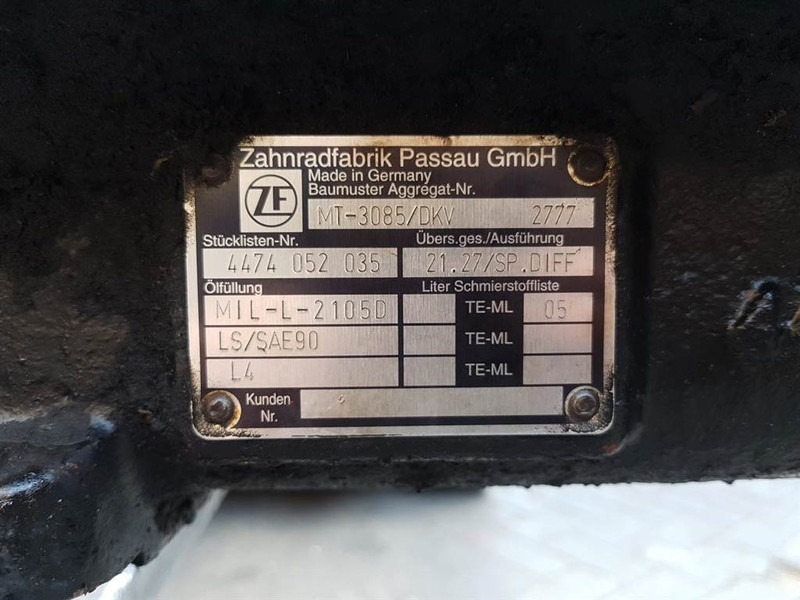 Zahnradfabrik Passau GmbH
ZF
Made in Germany
Baumuster Aggregat-Nr.
MT-3085/DKV 2777
Stücklisten-Nr. Übers.ges./Ausführung
4474 052 035 21.27/SP.DIFF
Ölfüllung Liter Schmierstoffliste
MIL-L-2105D TE-ML 05
LS/SAE90 TE-ML
L4 TE-ML
Kunden
Nr.